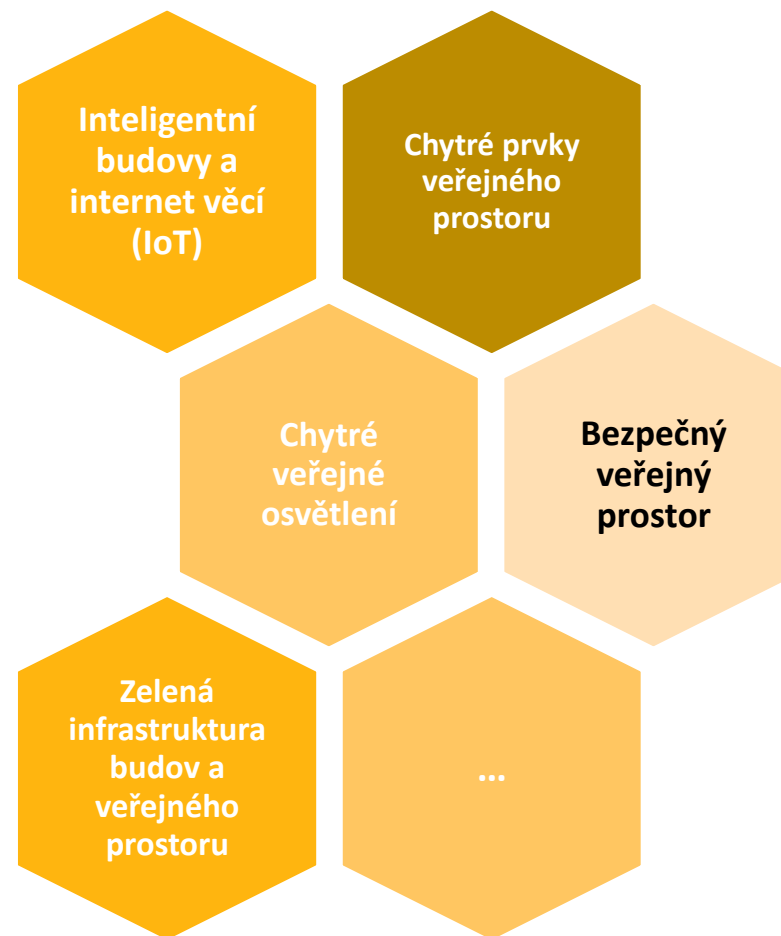 Inteligentní
budovy a
internet věcí
(IoT)
Chytré prvky
veřejného
prostoru
Chytré
veřejné
osvětlení
Bezpečný
veřejný
prostor
Zelená
infrastruktura
budov a
veřejného
prostoru
...